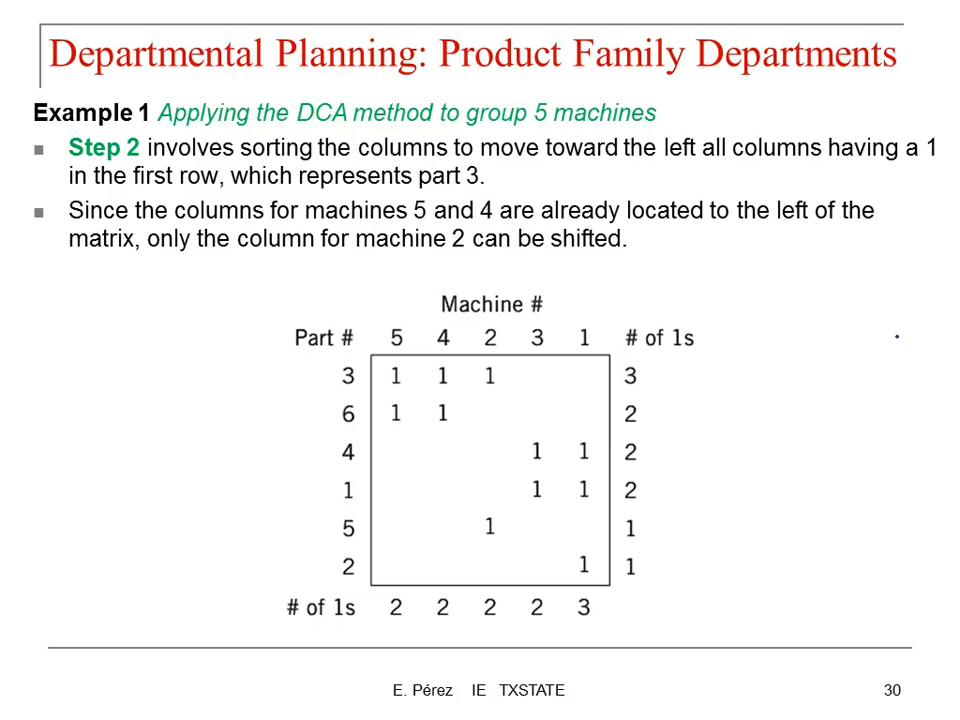 Departmental Planning: Product Family Departments
Example 1 Applying the DCA method to group 5 machines
Step 2 involves sorting the columns to move toward the left all columns having a 1
in the first row, which represents part 3.
Since the columns for machines 5 and 4 are already located to the left of the
matrix, only the column for machine 2 can be shifted.
Machine #
Part # 5 4 2 3 1 # of 1s
3 1 1 1 3
6 1 1 2
4 1 1 2
1 1 1 2
5 1 1
2 1 1
# of 1s 2 2 2 2 3
E. Pérez IE TXSTATE 30